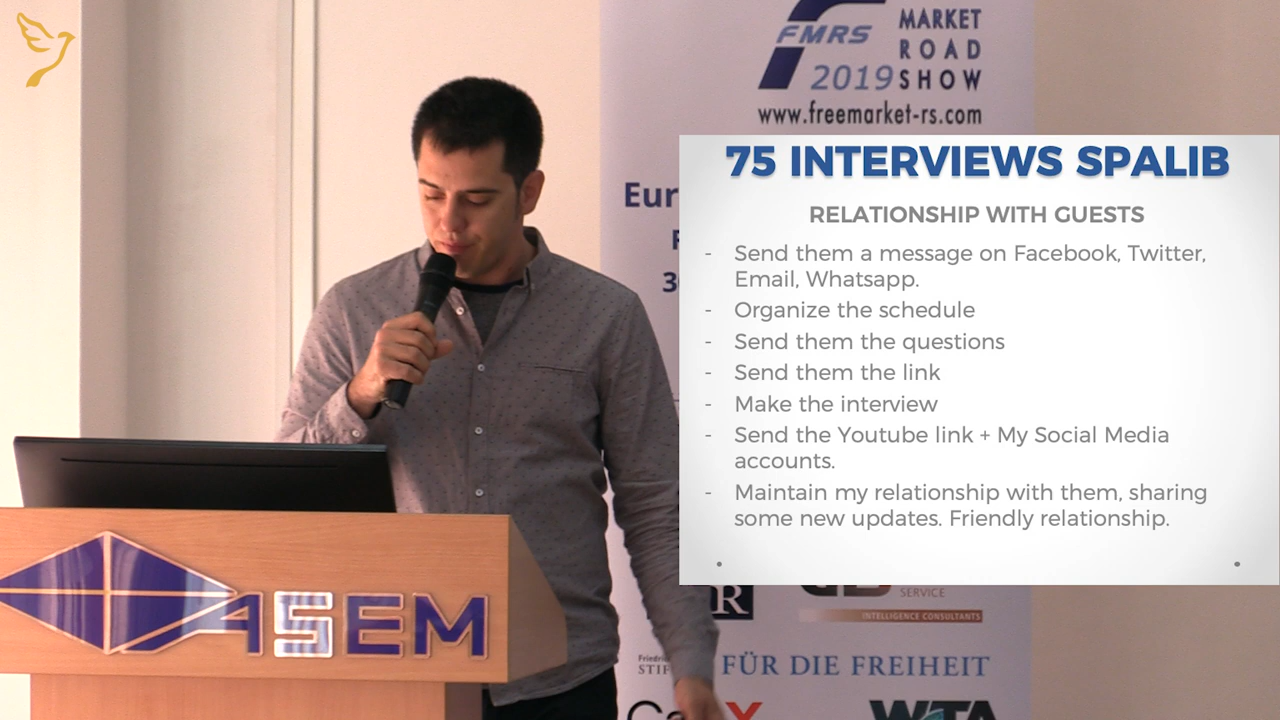 MARKET
FMRS ROAD
2019 SHOW
www.freemarket-rs.com
75 INTERVIEWS SPALIB
RELATIONSHIP WITH GUESTS
- Send them a message on Facebook, Twitter,
Email, Whatsapp.
- Organize the schedule
- Send them the questions
- Send them the link
- Make the interview
- Send the Youtube link + My Social Media
accounts.
- Maintain my relationship with them, sharing
some new updates. Friendly relationship.
ASEM
R
SERVICE
INTELLIGENCE CONSULTANTS
FÜR DIE FREIHEIT